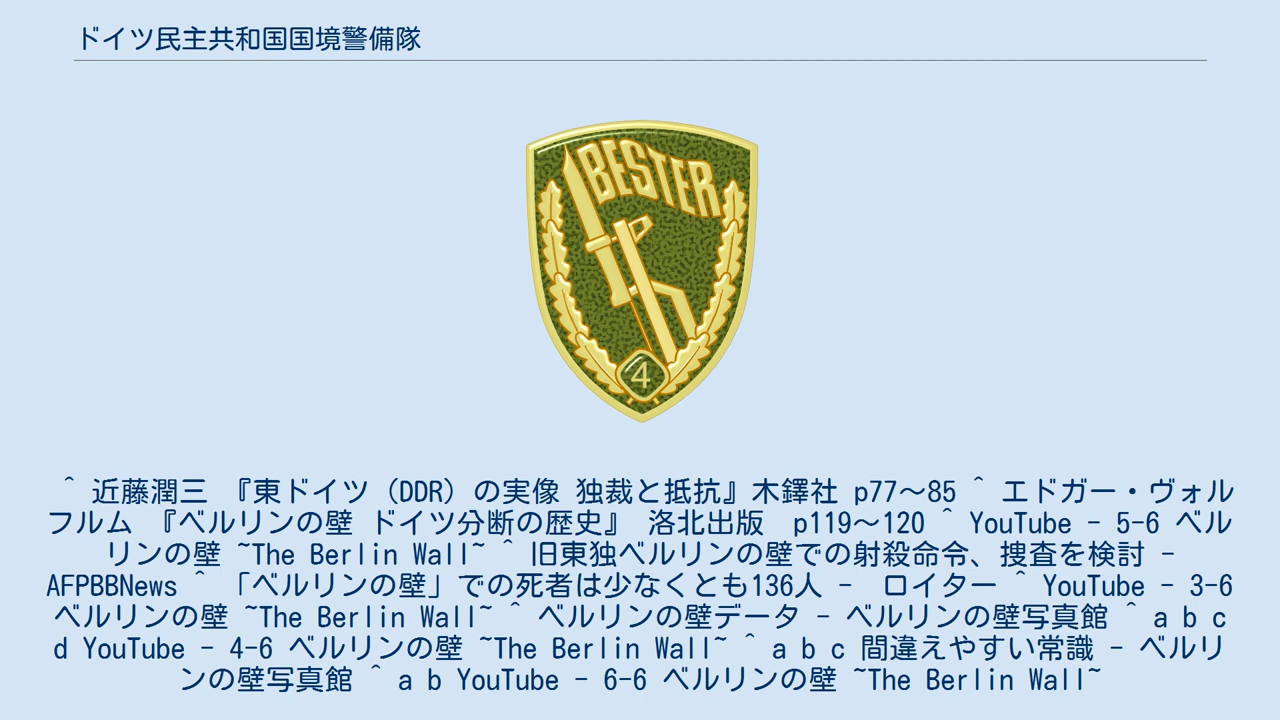 ドイツ民主共和国国境警備隊
BESTER
4
^ 近藤潤三 『東ドイツ（DDR）の実像 独裁と抵抗』木鐸社 p77～85 ^ エドガー・ヴォル
フルム 『ベルリンの壁 ドイツ分断の歴史』 洛北出版　p119～120 ^ YouTube - 5-6 ベル
リンの壁 ~The Berlin Wall~ ^ 旧東独ベルリンの壁での射殺命令、捜査を検討 -
AFPBBNews ^ 「ベルリンの壁」での死者は少なくとも136人 -　ロイター ^ YouTube - 3-6
ベルリンの壁 ~The Berlin Wall~ ^ ベルリンの壁データ - ベルリンの壁写真館 ^ a b c
d YouTube - 4-6 ベルリンの壁 ~The Berlin Wall~ ^ a b c 間違えやすい常識 - ベルリ
ンの壁写真館 ^ a b YouTube - 6-6 ベルリンの壁 ~The Berlin Wall~